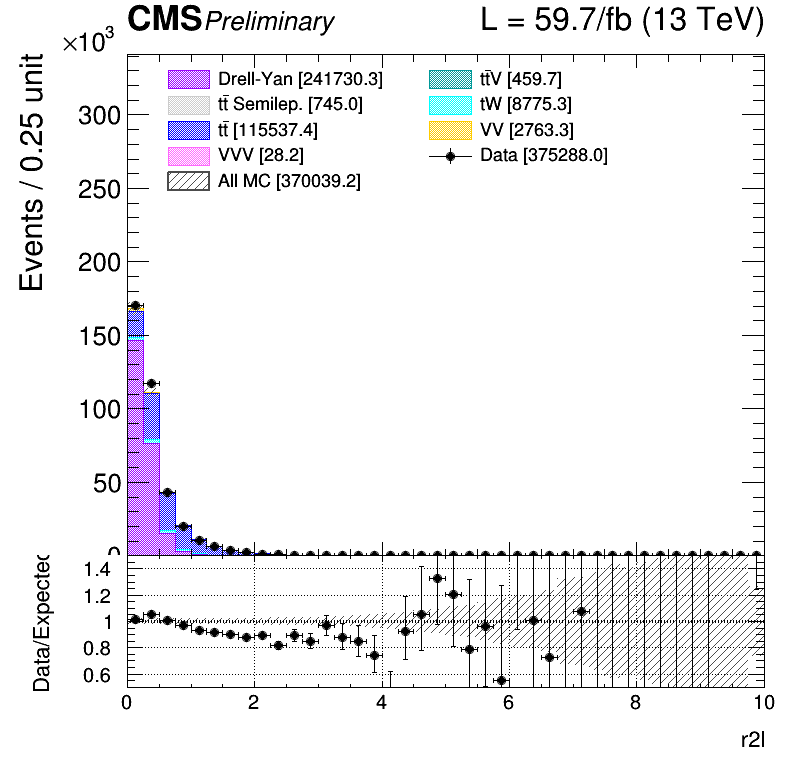 CMS Preliminary L = 59.7/fb (13 TeV)
×10³
Events / 0.25 unit
Drell-Yan [241730.3]
tt̄ Semilep. [745.0]
tt̄ [115537.4]
VVV [28.2]
All MC [370039.2]
tt̄V [459.7]
tW [8775.3]
VV [2763.3]
Data [375288.0]
300
250
200
150
100
50
0
Data/Expected
1.4
1.2
1
0.8
0.6
0 2 4 6 8 10
r2l